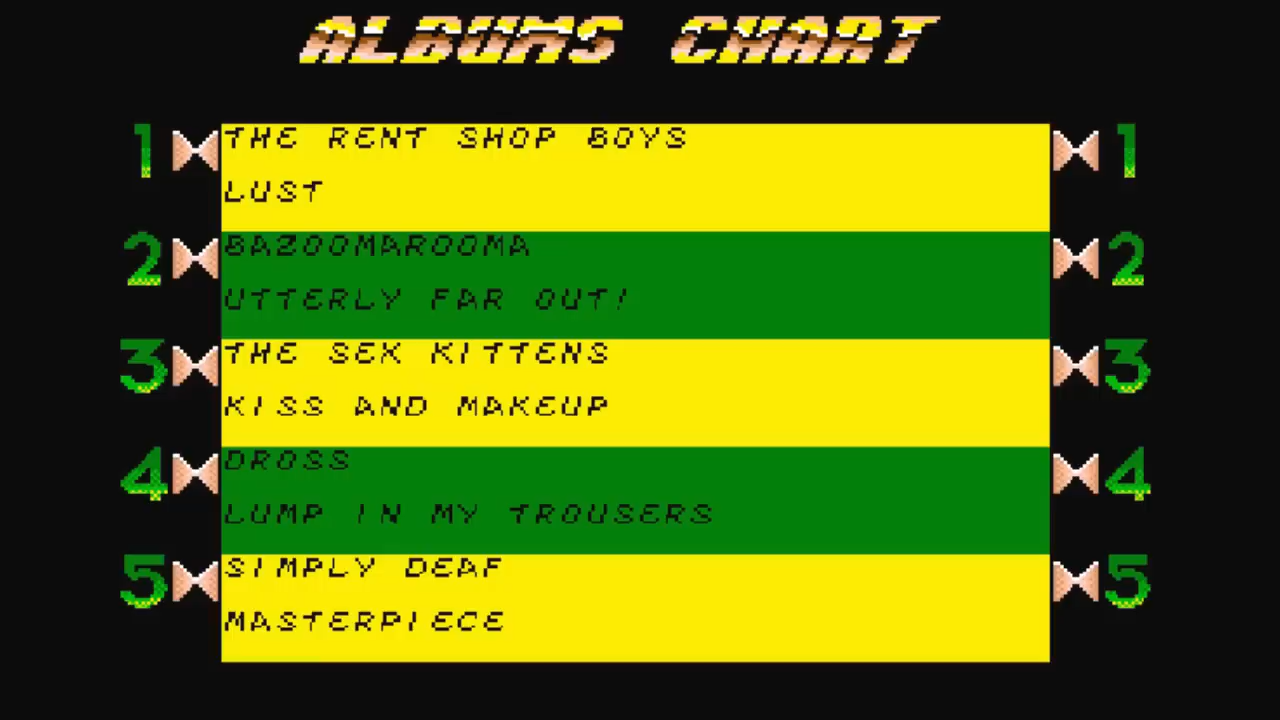 ALBUMS CHART
1 THE RENT SHOP BOYS 1
LUST
2 BAZOOMAROOMA 2
UTTERLY FAR OUT!
3 THE SEX KITTENS 3
KISS AND MAKEUP
4 DROSS 4
LUMP IN MY TROUSERS
5 SIMPLY DEAF 5
MASTERPIECE